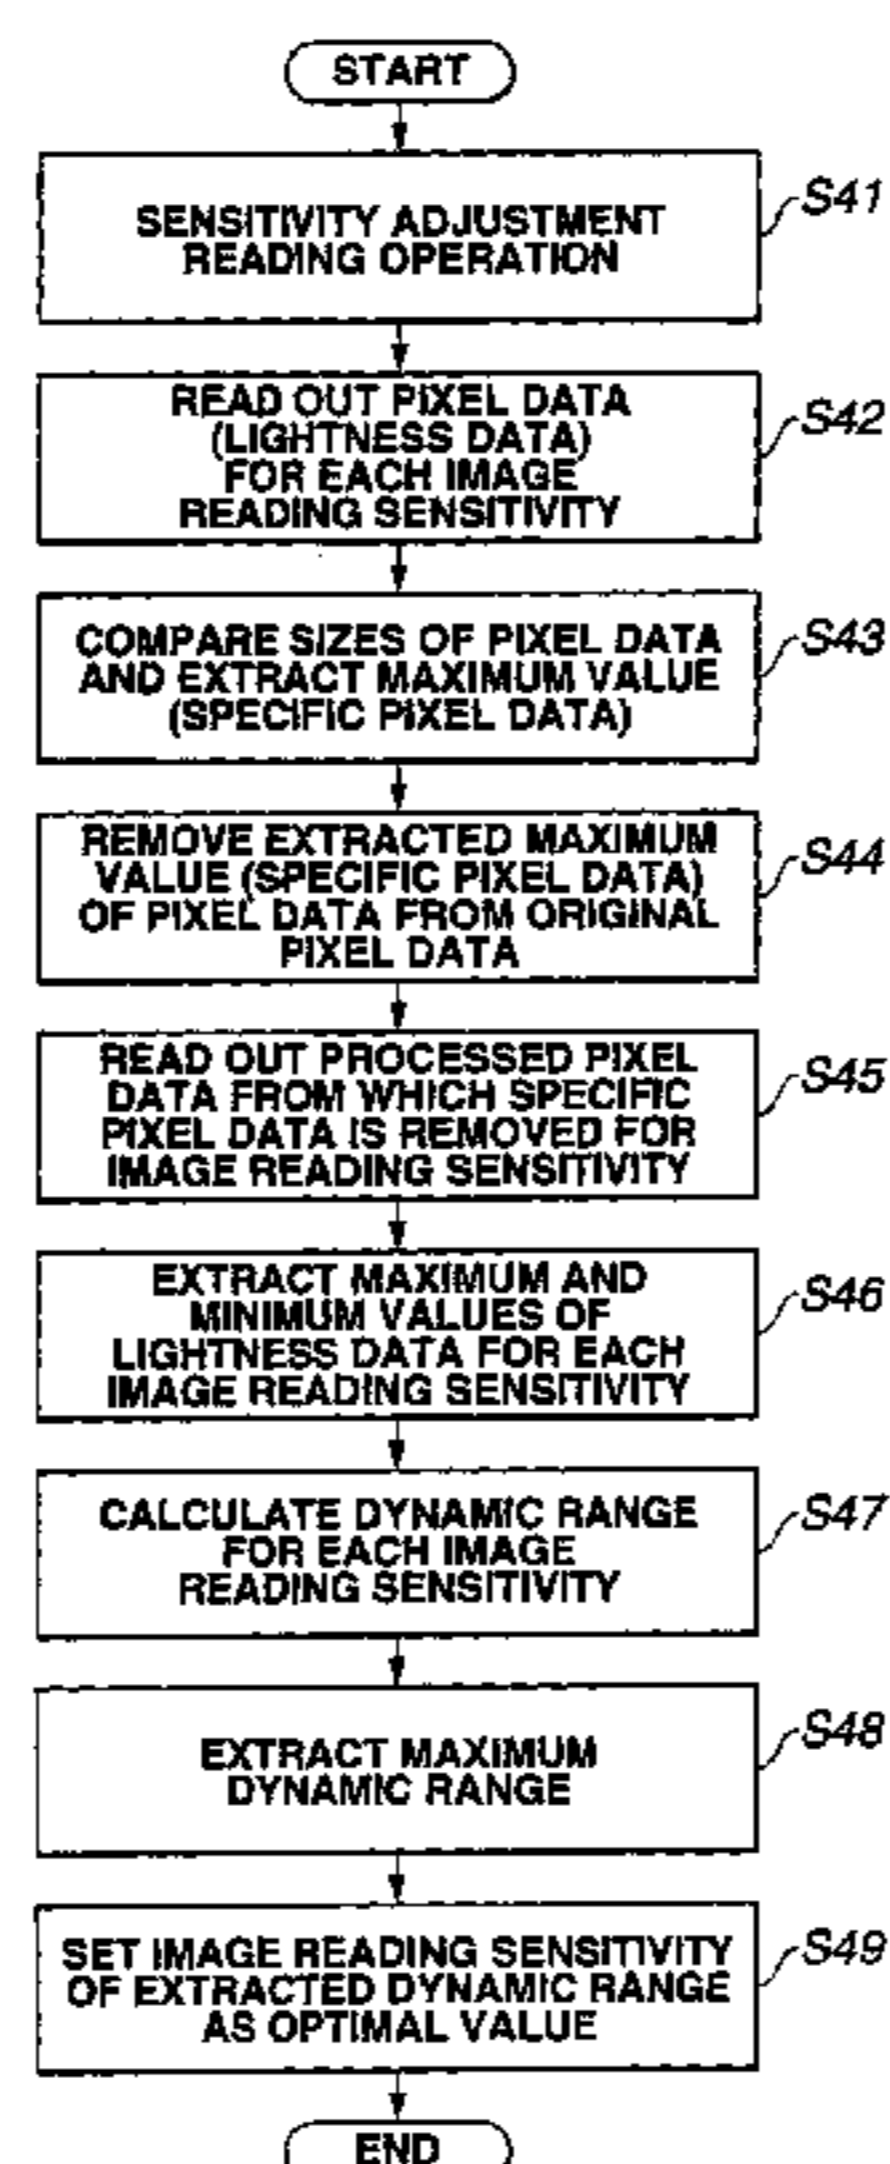 START
SENSITIVITY ADJUSTMENT
READING OPERATION
S41
READ OUT PIXEL DATA
(LIGHTNESS DATA)
FOR EACH IMAGE
READING SENSITIVITY
S42
COMPARE SIZES OF PIXEL DATA
AND EXTRACT MAXIMUM VALUE
(SPECIFIC PIXEL DATA)
S43
REMOVE EXTRACTED MAXIMUM
VALUE (SPECIFIC PIXEL DATA)
OF PIXEL DATA FROM ORIGINAL
PIXEL DATA
S44
READ OUT PROCESSED PIXEL
DATA FROM WHICH SPECIFIC
PIXEL DATA IS REMOVED FOR
IMAGE READING SENSITIVITY
S45
EXTRACT MAXIMUM AND
MINIMUM VALUES OF
LIGHTNESS DATA FOR EACH
IMAGE READING SENSITIVITY
S46
CALCULATE DYNAMIC RANGE
FOR EACH IMAGE
READING SENSITIVITY
S47
EXTRACT MAXIMUM
DYNAMIC RANGE
S48
SET IMAGE READING SENSITIVITY
OF EXTRACTED DYNAMIC RANGE
AS OPTIMAL VALUE
S49
END